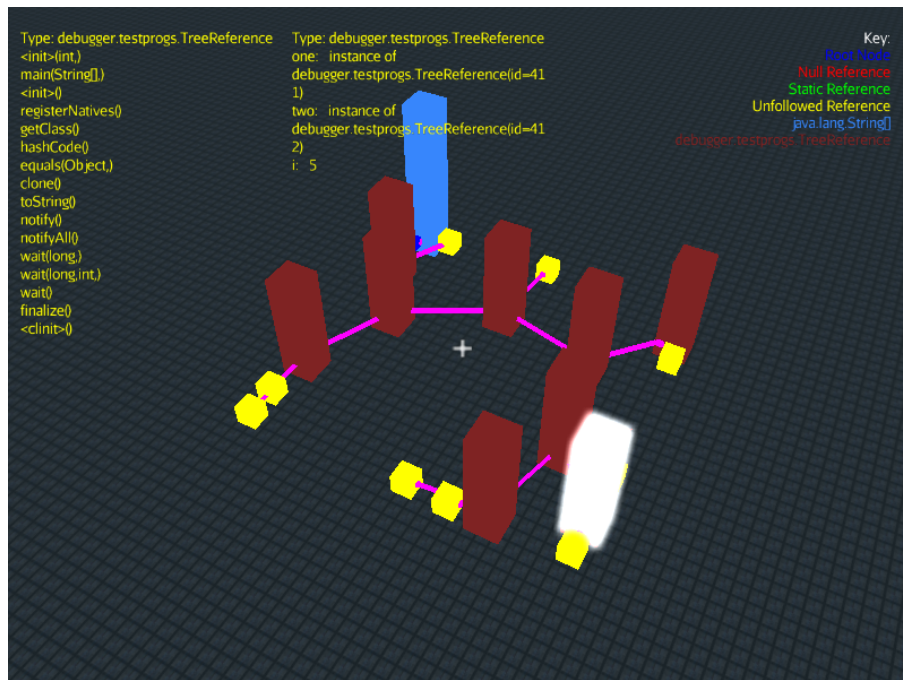 Type: debugger.testprogs.TreeReference
<init>(int,)
main(String[],)
<init>()
registerNatives()
getClass()
hashCode()
equals(Object,)
clone()
toString()
notify()
notifyAll()
wait(long,)
wait(long,int,)
wait()
finalize()
<clinit>()
Type: debugger.testprogs.TreeReference
one: instance of
debugger.testprogs.TreeReference(id=41
1)
two: instance of
debugger.testprogs.TreeReference(id=41
2)
i: 5
Key:
Root Node
Null Reference
Static Reference
Unfollowed Reference
java.lang.String[]
debugger.testprogs.TreeReference